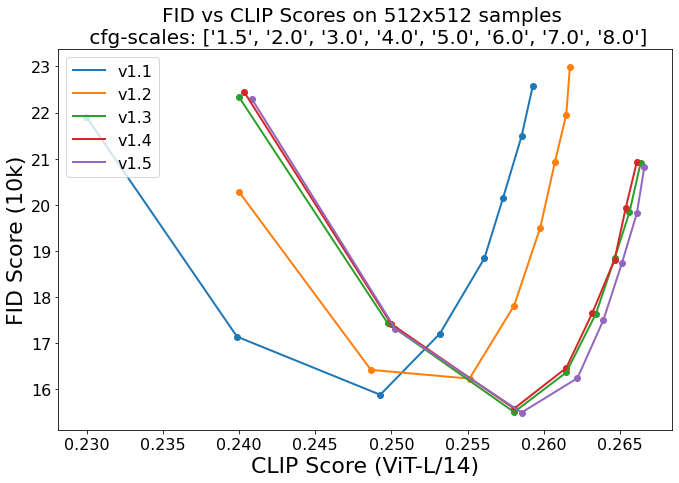 FID vs CLIP Scores on 512x512 samples
cfg-scales: ['1.5', '2.0', '3.0', '4.0', '5.0', '6.0', '7.0', '8.0']
v1.1
v1.2
v1.3
v1.4
v1.5
FID Score (10k)
23
22
21
20
19
18
17
16
0.230
0.235
0.240
0.245
0.250
0.255
0.260
0.265
CLIP Score (ViT-L/14)